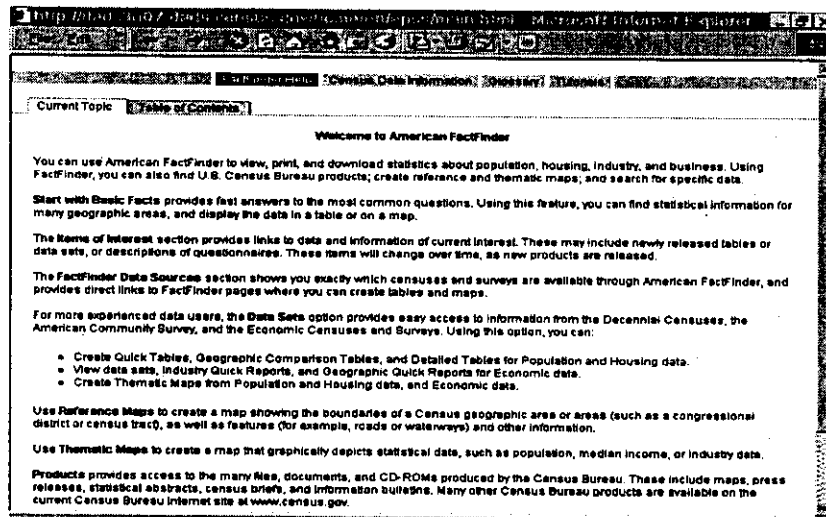 Microsoft Internet Explorer
FactFinder Help Census Data Information Glossary Tutorials
Current Topic Table of Contents
Welcome to American FactFinder
You can use American FactFinder to view, print, and download statistics about population, housing, industry, and business. Using
FactFinder, you can also find U.S. Census Bureau products; create reference and thematic maps; and search for specific data.
Start with Basic Facts provides fast answers to the most common questions. Using this feature, you can find statistical information for
many geographic areas, and display the data in a table or on a map.
The Items of Interest section provides links to data and information of current interest. These may include newly released tables or
data sets, or descriptions of questionnaires. These items will change over time, as new products are released.
The FactFinder Data Sources section shows you exactly which censuses and surveys are available through American FactFinder, and
provides direct links to FactFinder pages where you can create tables and maps.
For more experienced data users, the Data Sets option provides easy access to information from the Decennial Censuses, the
American Community Survey, and the Economic Censuses and Surveys. Using this option, you can:
• Create Quick Tables, Geographic Comparison Tables, and Detailed Tables for Population and Housing data.
• View data sets, Industry Quick Reports, and Geographic Quick Reports for Economic data.
• Create Thematic Maps from Population and Housing data, and Economic data.
Use Reference Maps to create a map showing the boundaries of a Census geographic area or areas (such as a congressional
district or census tract), as well as features (for example, roads or waterways) and other information.
Use Thematic Maps to create a map that graphically depicts statistical data, such as population, median income, or industry data.
Products provides access to the many files, documents, and CD-ROMs produced by the Census Bureau. These include maps, press
releases, statistical abstracts, census briefs, and information bulletins. Many other Census Bureau products are available on the
current Census Bureau Internet site at www.census.gov.